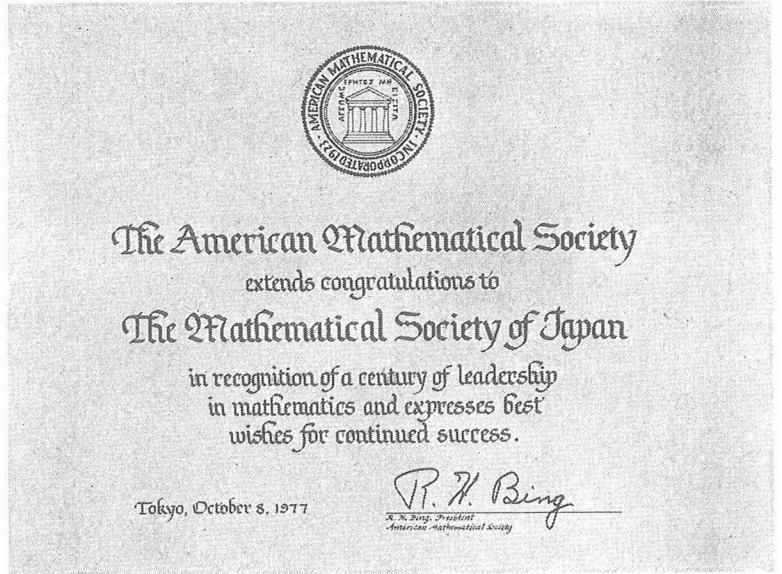 AMERICAN MATHEMATICAL SOCIETY · INCORPORATED 1923 ·
ΑΓΕΩΜΕΤΡΗΤΟΣ ΜΗ ΕΙΣΙΤΩ
The American Mathematical Society
extends congratulations to
The Mathematical Society of Japan
in recognition of a century of leadership
in mathematics and expresses best
wishes for continued success.
Tokyo, October 8, 1977
R. H. Bing
R. H. Bing, President
American Mathematical Society